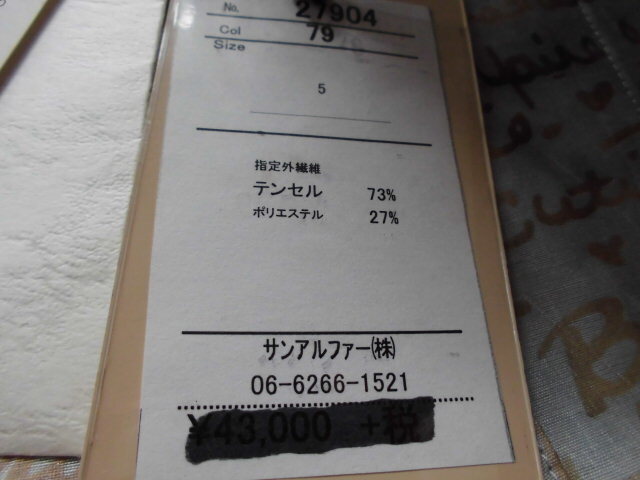 No. 27904
Col 79
Size
5
指定外繊維
テンセル 73%
ポリエステル 27%
サンアルファー㈱
06-6266-1521
¥43,000 +税